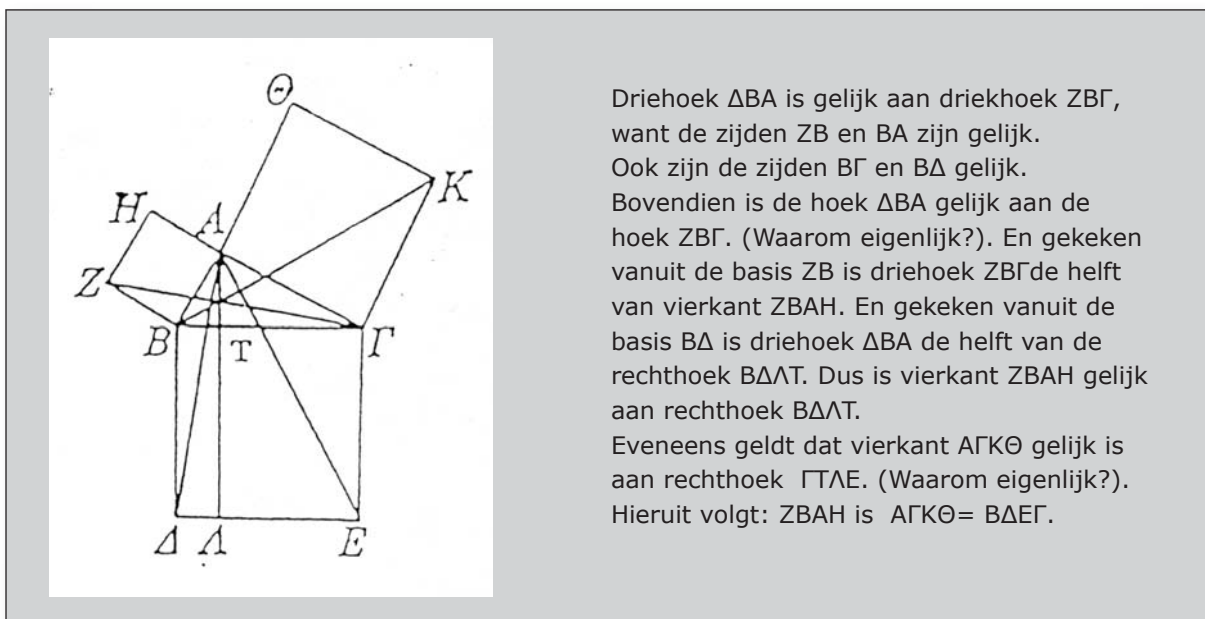 Θ
K
H
A
Z
B
T
Γ
Δ
Λ
E
Driehoek ΔBA is gelijk aan driekhoek ZBΓ,
want de zijden ZB en BA zijn gelijk.
Ook zijn de zijden BΓ en BΔ gelijk.
Bovendien is de hoek ΔBA gelijk aan de
hoek ZBΓ. (Waarom eigenlijk?). En gekeken
vanuit de basis ZB is driehoek ZBΓde helft
van vierkant ZBAH. En gekeken vanuit de
basis BΔ is driehoek ΔBA de helft van de
rechthoek BΔΛT. Dus is vierkant ZBAH gelijk
aan rechthoek BΔΛT.
Eveneens geldt dat vierkant AΓKΘ gelijk is
aan rechthoek ΓTΛE. (Waarom eigenlijk?).
Hieruit volgt: ZBAH is AΓKΘ= BΔEΓ.